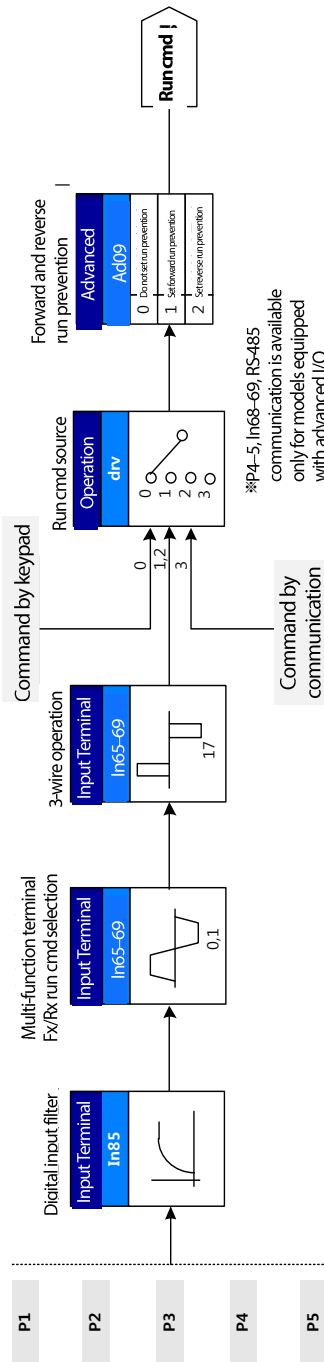 P1
P2
P3
P4
P5
Digital input filter
Input Terminal
In85
Multi-function terminal
Fx/Rx run cmd selection
Input Terminal
In65–69
0,1
3-wire operation
Input Terminal
In65–69
17
Command by keypad
0
1,2
3
Command by
communication
Run cmd source
Operation
drv
0
1
2
3
Forward and reverse
run prevention
Advanced
Ad09
0 Do not set run prevention
1 Set forward run prevention
2 Set reverse run prevention
※P4–5, In68–69, RS-485
communication is available
only for models equipped
with advanced I/O
Run cmd !